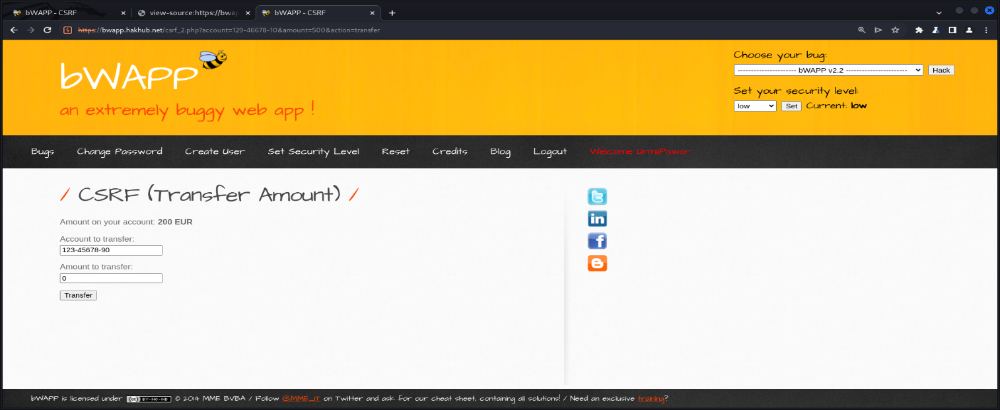 bWAPP - CSRF
view-source:https://bwap
bWAPP - CSRF
https://bwapp.hakhub.net/csrf_2.php?account=129-46678-10&amount=500&action=transfer
bWAPP
an extremely buggy web app !
Choose your bug:
---------------------- bWAPP v2.2 -----------------------
Hack
Set your security level:
low
Set
Current: low
Bugs
Change Password
Create User
Set Security Level
Reset
Credits
Blog
Logout
Welcome UrmilPawar
/ CSRF (Transfer Amount) /
Amount on your account: 200 EUR
Account to transfer:
123-45678-90
Amount to transfer:
0
Transfer
bWAPP is licensed under (cc) BY-NC-ND © 2014 MME BVBA / Follow @MME_IT on Twitter and ask for our cheat sheet, containing all solutions! / Need an exclusive training?